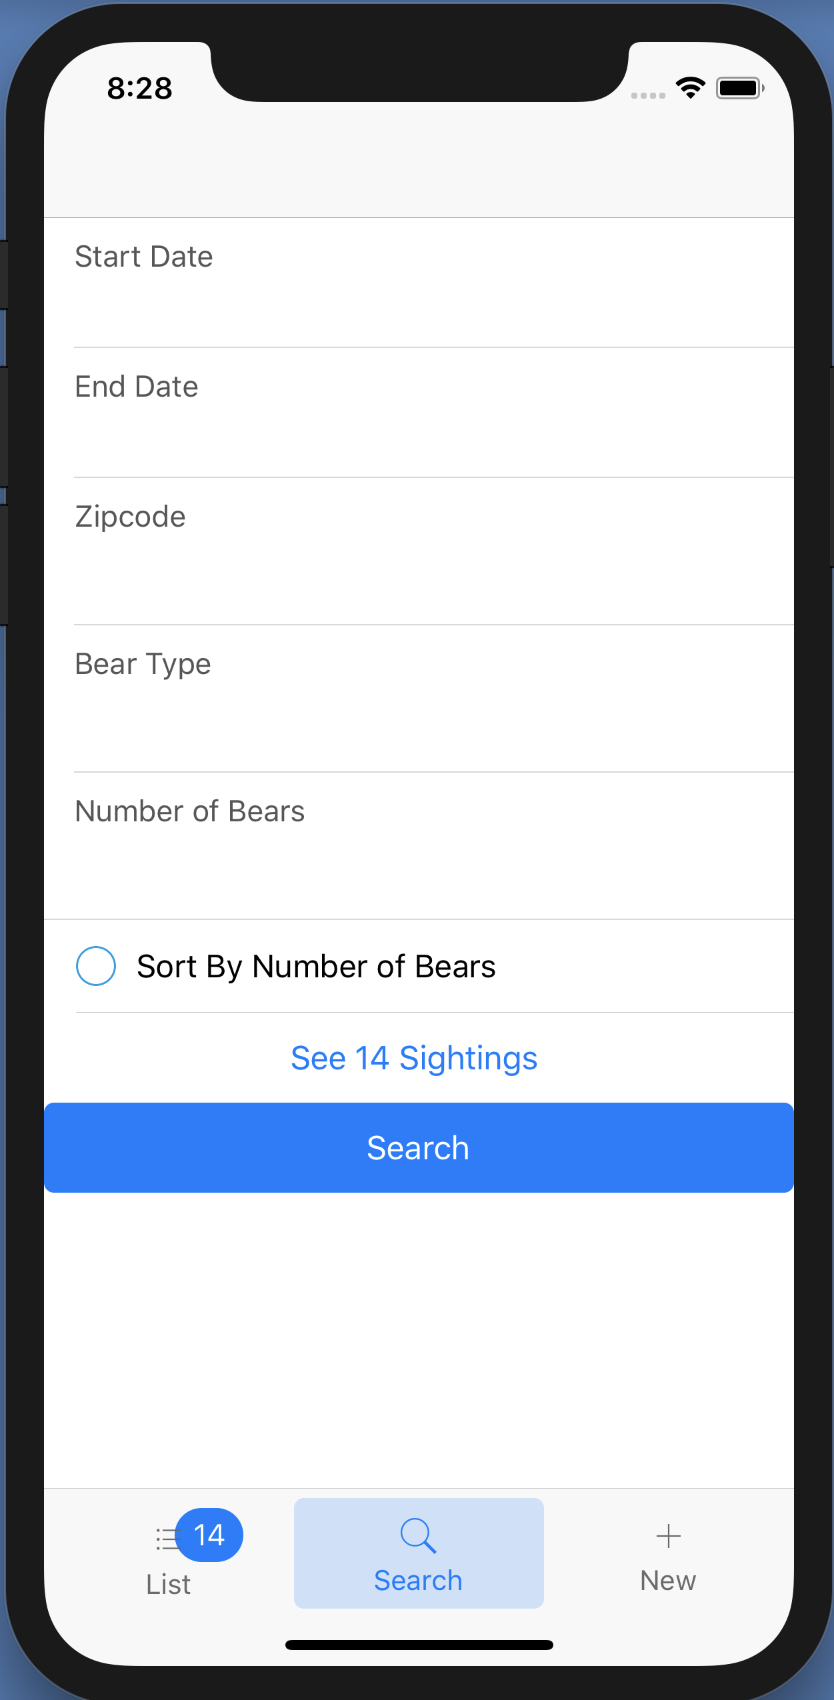 8:28
Start Date
End Date
Zipcode
Bear Type
Number of Bears
Sort By Number of Bears
See 14 Sightings
Search
14
List
Search
New